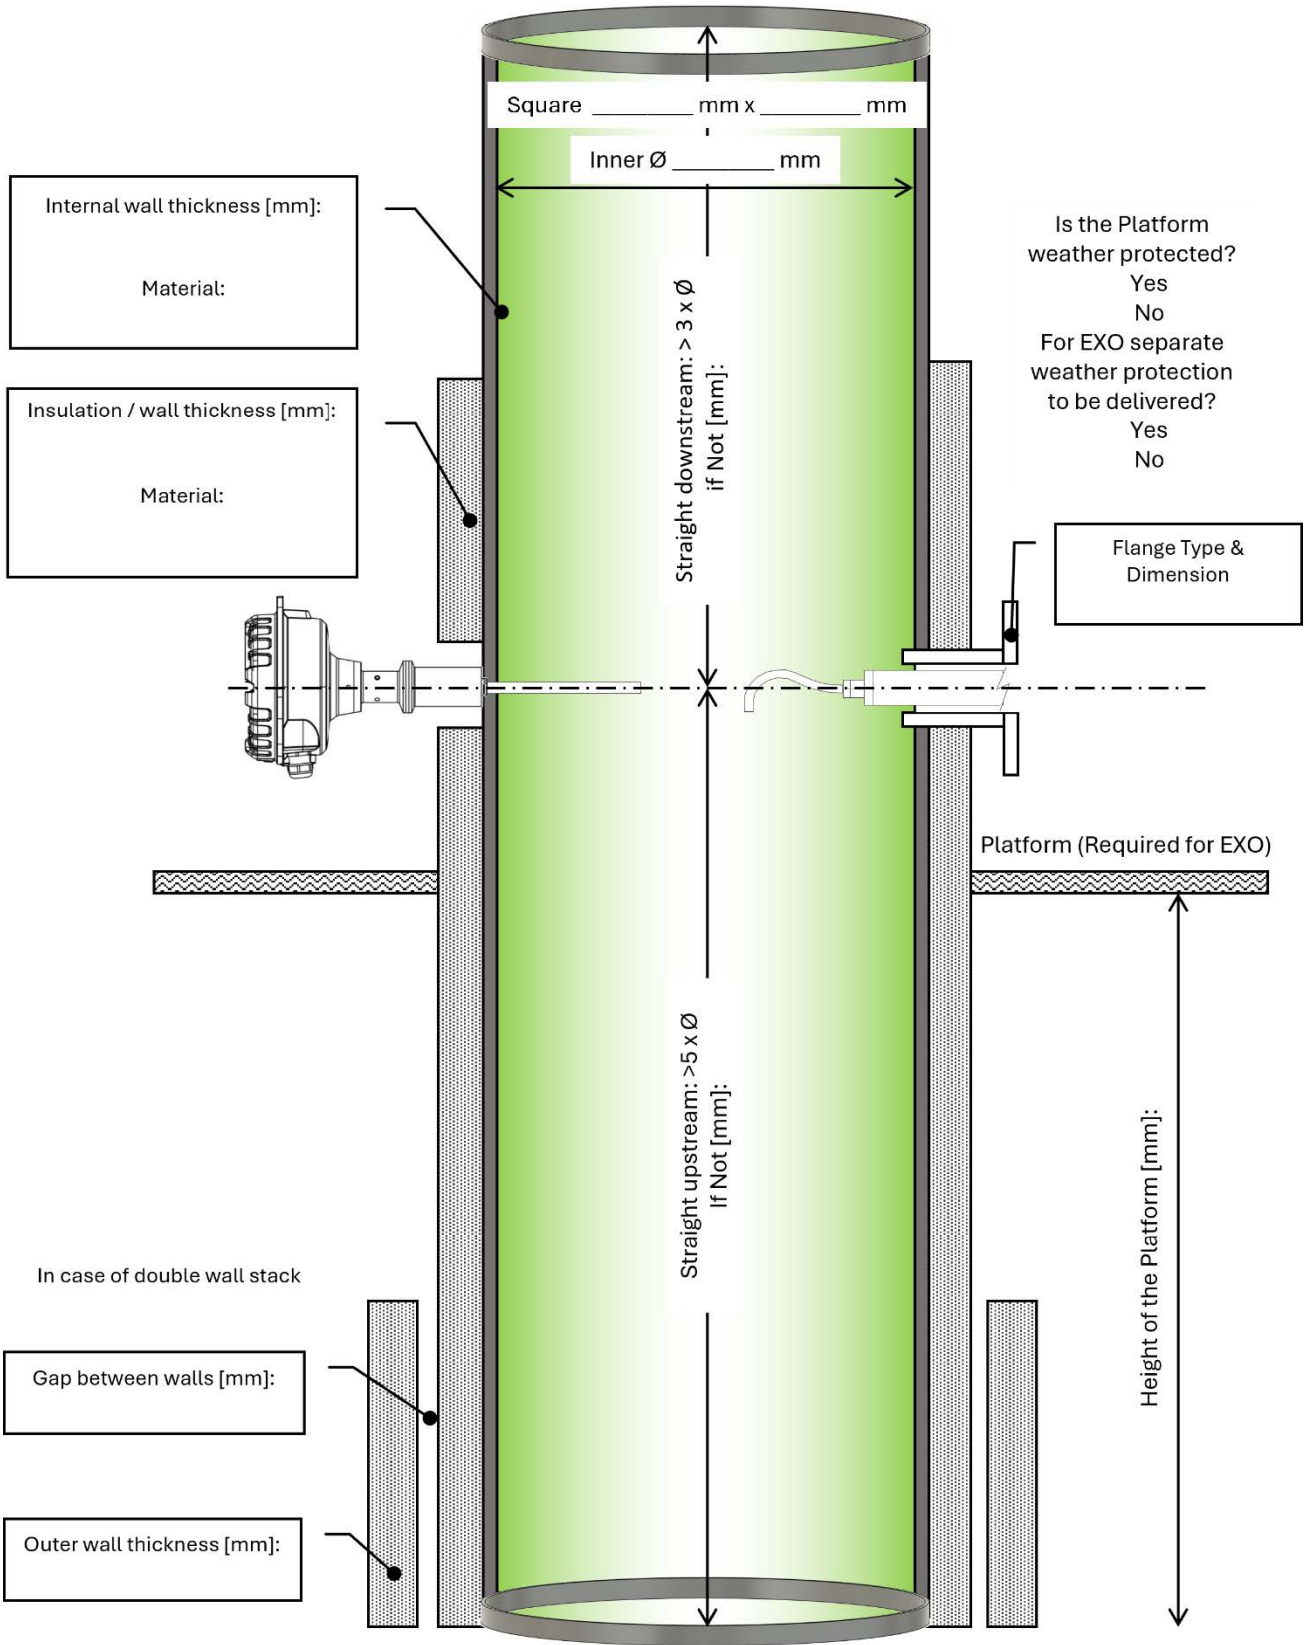 Square _________ mm x _________ mm
Inner Ø _________ mm
Internal wall thickness [mm]:
Material:
Is the Platform
weather protected?
Yes
No
For EXO separate
weather protection
to be delivered?
Yes
No
Straight downstream: > 3 x Ø
if Not [mm]:
Insulation / wall thickness [mm]:
Material:
Flange Type &
Dimension
Platform (Required for EXO)
Straight upstream: >5 x Ø
If Not [mm]:
Height of the Platform [mm]:
In case of double wall stack
Gap between walls [mm]:
Outer wall thickness [mm]: